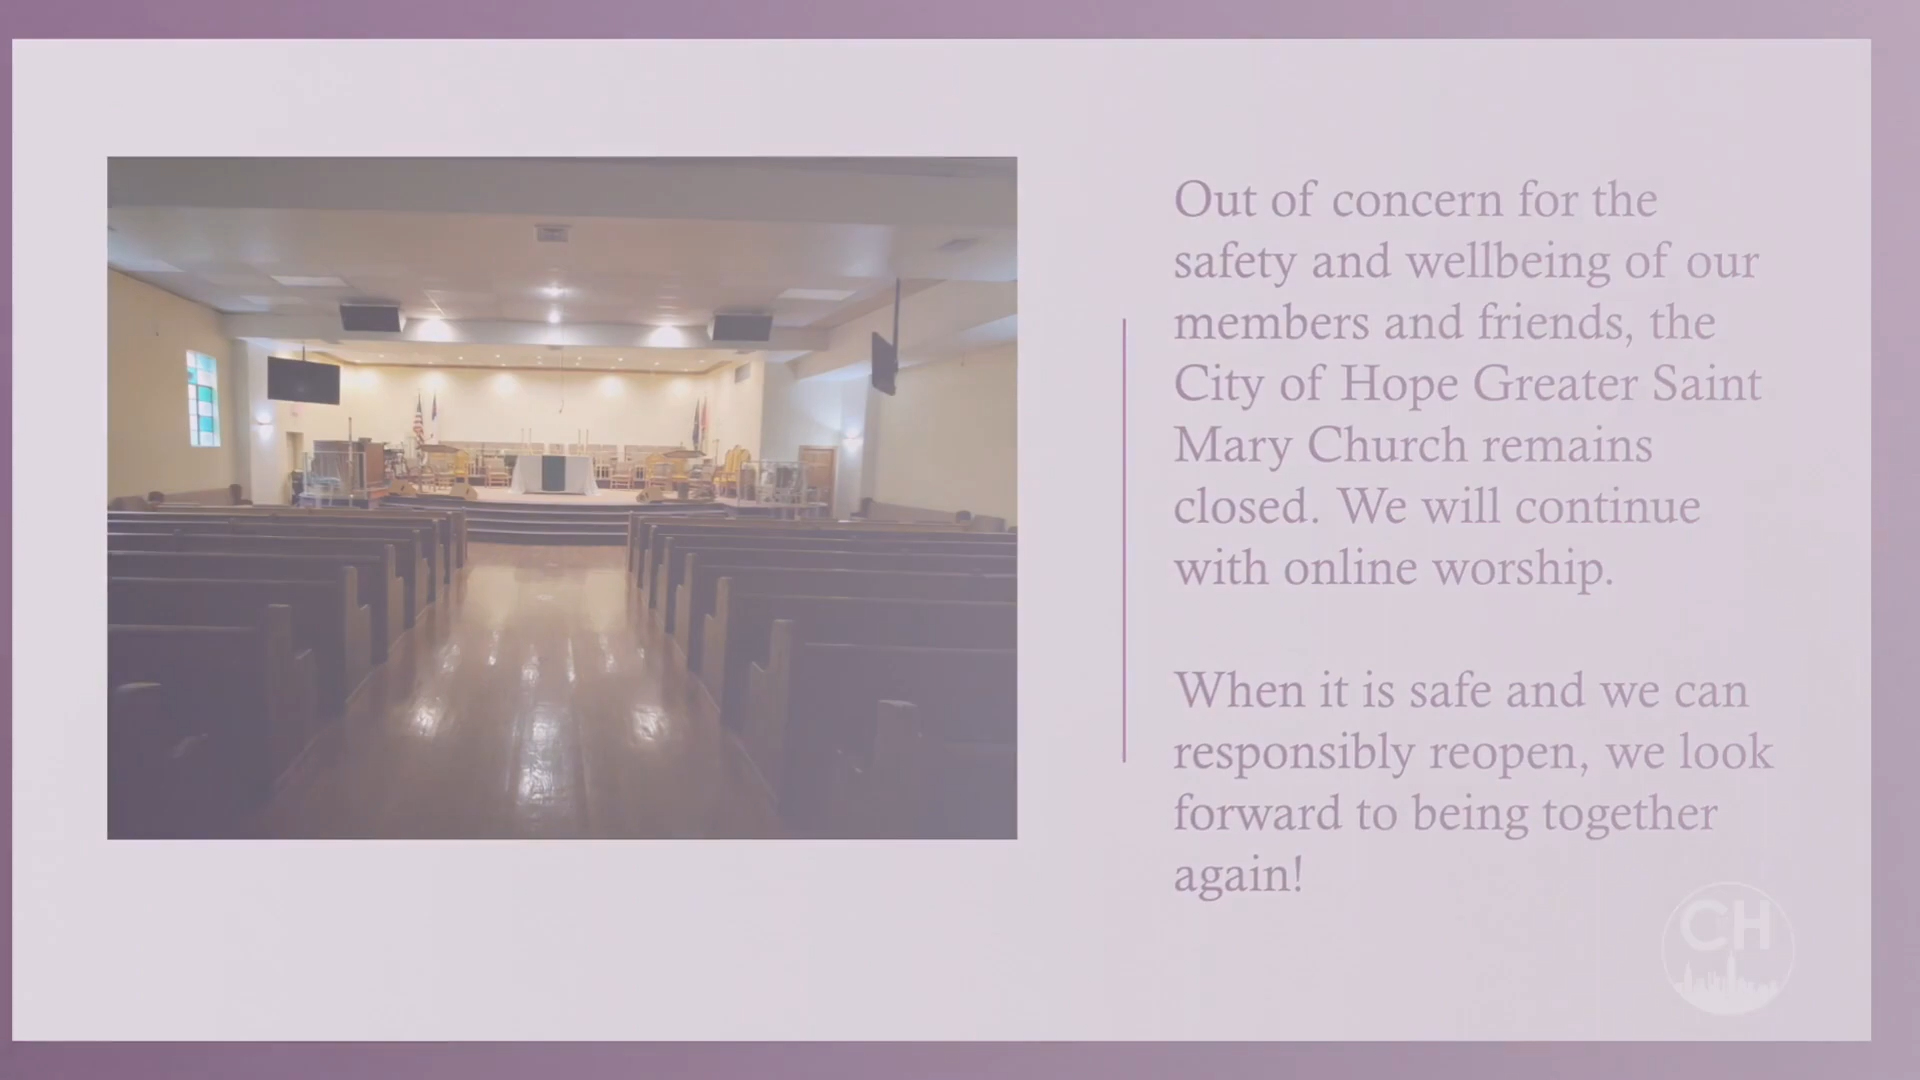 Out of concern for the
safety and wellbeing of our
members and friends, the
City of Hope Greater Saint
Mary Church remains
closed. We will continue
with online worship.
When it is safe and we can
responsibly reopen, we look
forward to being together
again!
CH